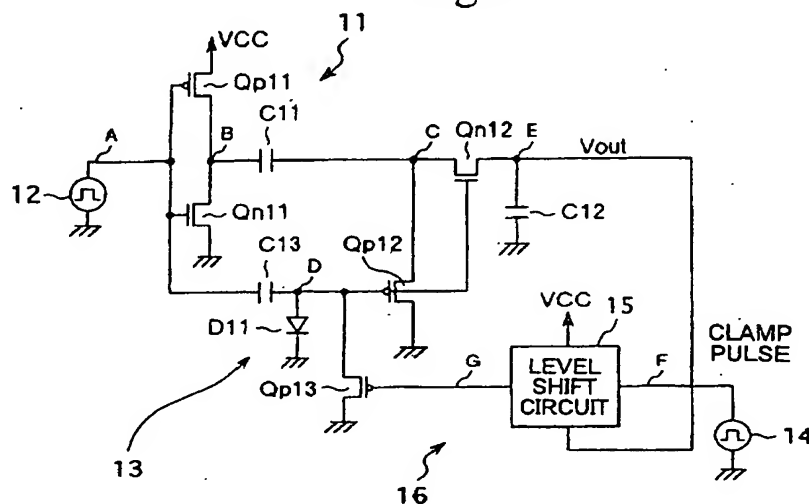 11
VCC
Qp11
C11
Qn12
A
B
C
E
Vout
12
Qn11
C12
C13
Qp12
D
VCC
15
D11
CLAMP
PULSE
LEVEL
SHIFT
CIRCUIT
G
F
Qp13
14
13
16